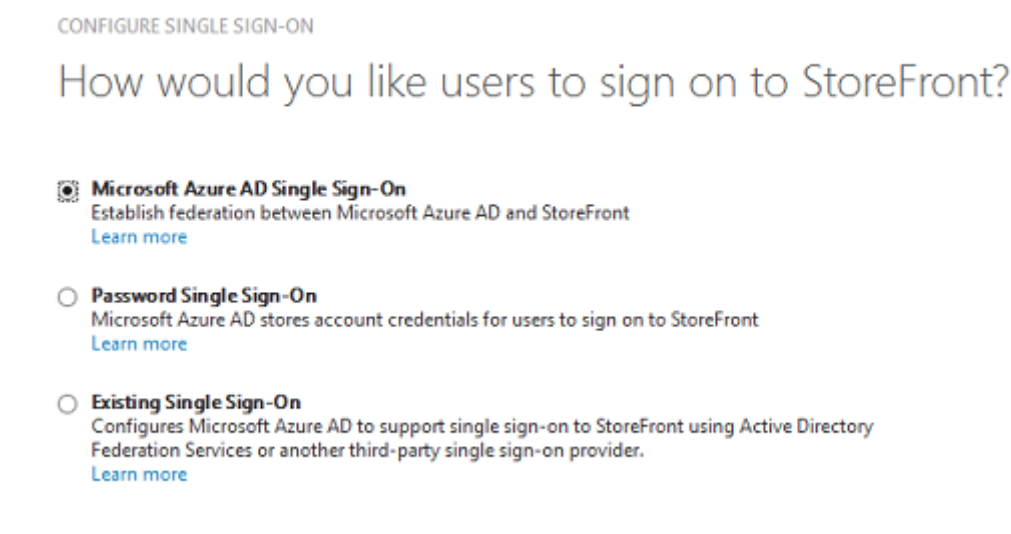 CONFIGURE SINGLE SIGN-ON
How would you like users to sign on to StoreFront?
Microsoft Azure AD Single Sign-On
Establish federation between Microsoft Azure AD and StoreFront
Learn more
Password Single Sign-On
Microsoft Azure AD stores account credentials for users to sign on to StoreFront
Learn more
Existing Single Sign-On
Configures Microsoft Azure AD to support single sign-on to StoreFront using Active Directory
Federation Services or another third-party single sign-on provider.
Learn more